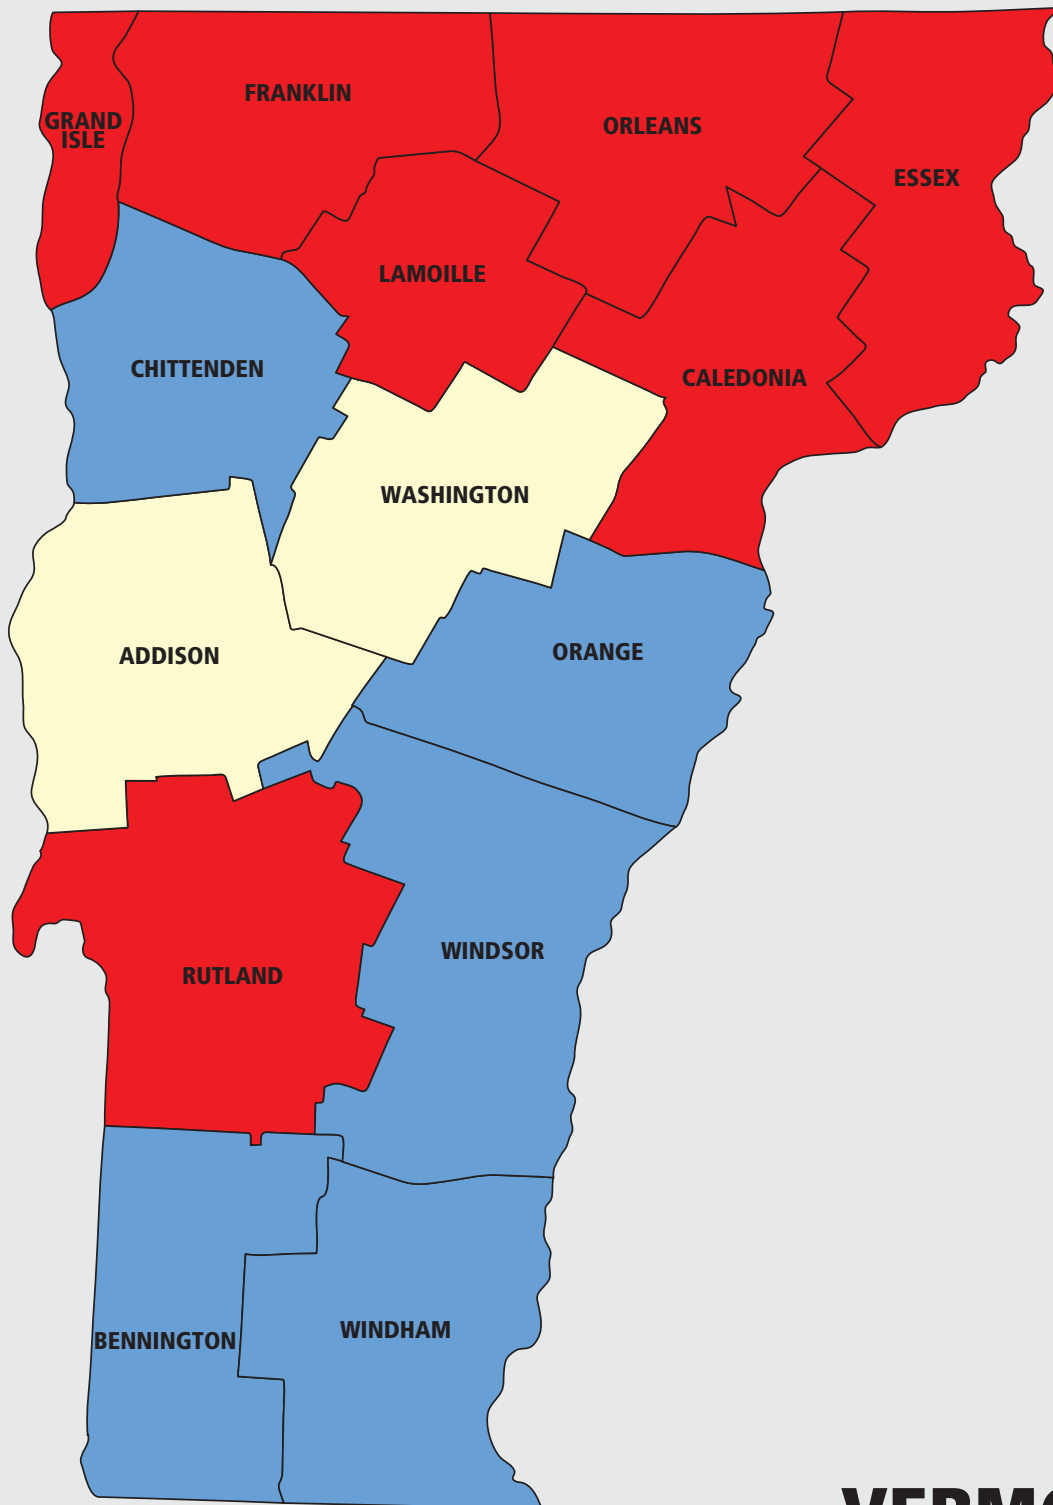 FRANKLIN
GRAND
ISLE
ORLEANS
ESSEX
LAMOILLE
CHITTENDEN
CALEDONIA
WASHINGTON
ORANGE
ADDISON
WINDSOR
RUTLAND
WINDHAM
BENNINGTON